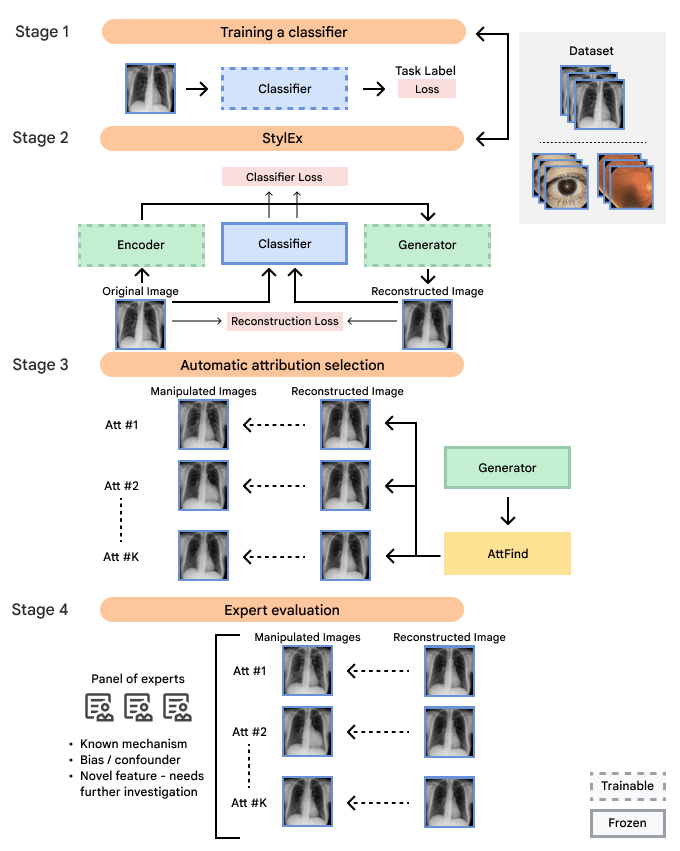 Stage 1
Training a classifier
Dataset
Classifier
Task Label
Loss
Stage 2
StylEx
Classifier Loss
Encoder
Classifier
Generator
Original Image
Reconstructed Image
Reconstruction Loss
Stage 3
Automatic attribution selection
Manipulated Images
Reconstructed Image
Att #1
Att #2
Att #K
Generator
AttFind
Stage 4
Expert evaluation
Manipulated Images
Reconstructed Image
Panel of experts
• Known mechanism
• Bias / confounder
• Novel feature - needs
further investigation
Att #1
Att #2
Att #K
Trainable
Frozen